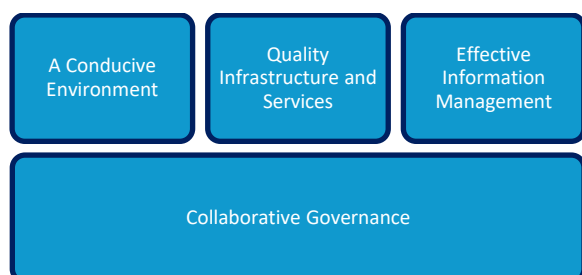 A Conducive
Environment
Quality
Infrastructure and
Services
Effective
Information
Management
Collaborative Governance